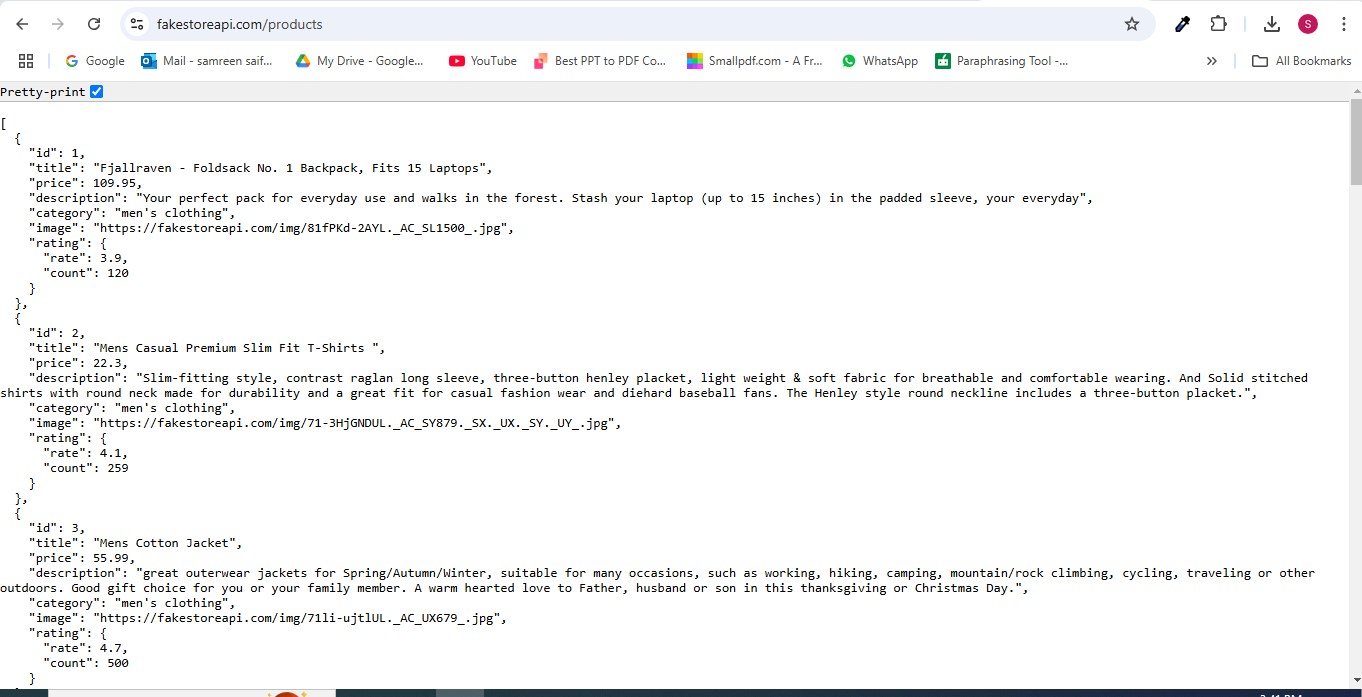 fakestoreapi.com/products
S
Google
Mail - samreen saif...
My Drive - Google...
YouTube
Best PPT to PDF Co...
Smallpdf.com - A Fr...
WhatsApp
Paraphrasing Tool -...
»
All Bookmarks
Pretty-print
[
{
"id": 1,
"title": "Fjallraven - Foldsack No. 1 Backpack, Fits 15 Laptops",
"price": 109.95,
"description": "Your perfect pack for everyday use and walks in the forest. Stash your laptop (up to 15 inches) in the padded sleeve, your everyday",
"category": "men's clothing",
"image": "https://fakestoreapi.com/img/81fPKd-2AYL._AC_SL1500_.jpg",
"rating": {
"rate": 3.9,
"count": 120
}
},
{
"id": 2,
"title": "Mens Casual Premium Slim Fit T-Shirts ",
"price": 22.3,
"description": "Slim-fitting style, contrast raglan long sleeve, three-button henley placket, light weight & soft fabric for breathable and comfortable wearing. And Solid stitched
shirts with round neck made for durability and a great fit for casual fashion wear and diehard baseball fans. The Henley style round neckline includes a three-button placket.",
"category": "men's clothing",
"image": "https://fakestoreapi.com/img/71-3HjGNDUL._AC_SY879._SX._UX._SY._UY_.jpg",
"rating": {
"rate": 4.1,
"count": 259
}
},
{
"id": 3,
"title": "Mens Cotton Jacket",
"price": 55.99,
"description": "great outerwear jackets for Spring/Autumn/Winter, suitable for many occasions, such as working, hiking, camping, mountain/rock climbing, cycling, traveling or other
outdoors. Good gift choice for you or your family member. A warm hearted love to Father, husband or son in this thanksgiving or Christmas Day.",
"category": "men's clothing",
"image": "https://fakestoreapi.com/img/71li-ujtlUL._AC_UX679_.jpg",
"rating": {
"rate": 4.7,
"count": 500
}